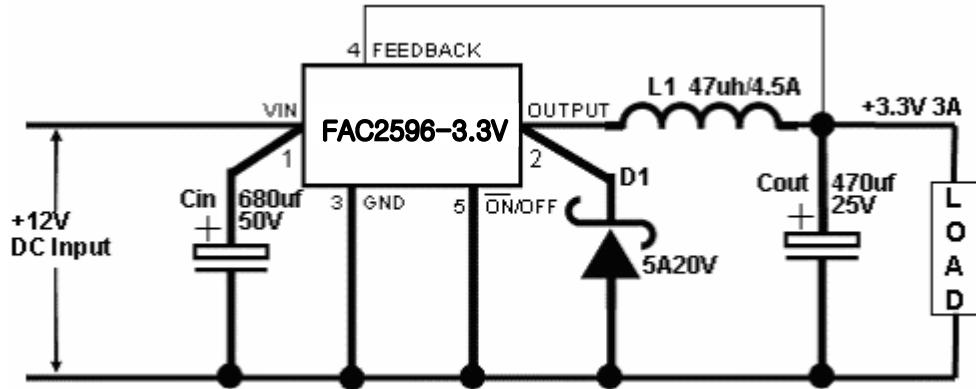 4 FEEDBACK
VIN
OUTPUT
L1 47uh/4.5A
+3.3V 3A
FAC2596-3.3V
1
2
D1
Cin
680uf
50V
+
3
GND
5
ON/OFF
Cout
470uf
25V
+
LOAD
+12V
DC Input
5A20V